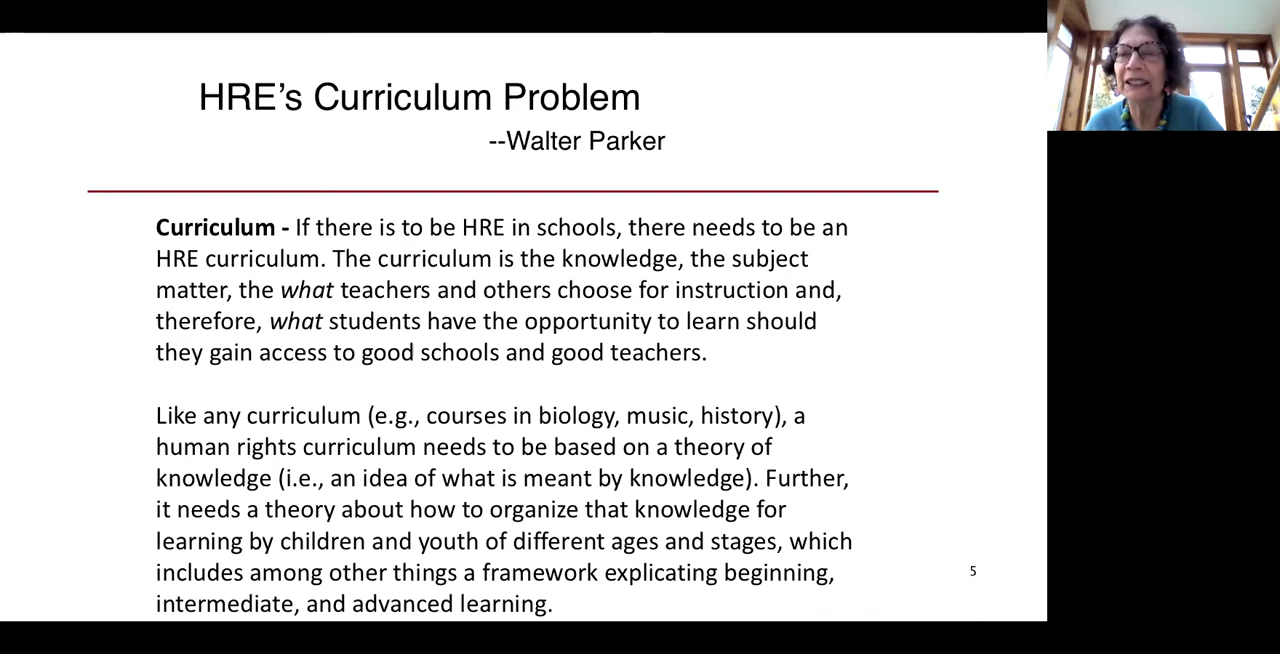 HRE’s Curriculum Problem
--Walter Parker
Curriculum - If there is to be HRE in schools, there needs to be an
HRE curriculum. The curriculum is the knowledge, the subject
matter, the what teachers and others choose for instruction and,
therefore, what students have the opportunity to learn should
they gain access to good schools and good teachers.
Like any curriculum (e.g., courses in biology, music, history), a
human rights curriculum needs to be based on a theory of
knowledge (i.e., an idea of what is meant by knowledge). Further,
it needs a theory about how to organize that knowledge for
learning by children and youth of different ages and stages, which
includes among other things a framework explicating beginning,
intermediate, and advanced learning.
5